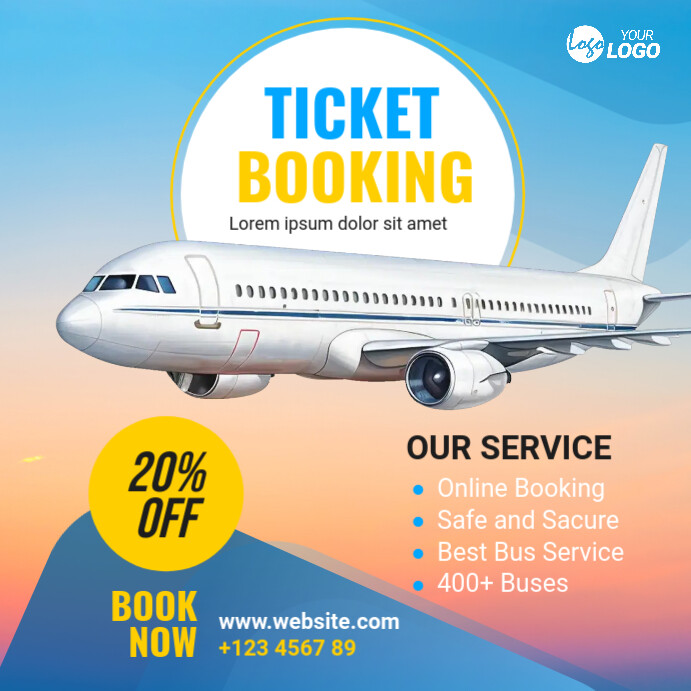 Logo
YOUR
LOGO
TICKET
BOOKING
Lorem ipsum dolor sit amet
20%
OFF
OUR SERVICE
Online Booking
Safe and Sacure
Best Bus Service
400+ Buses
BOOK
NOW
www.website.com
+123 4567 89